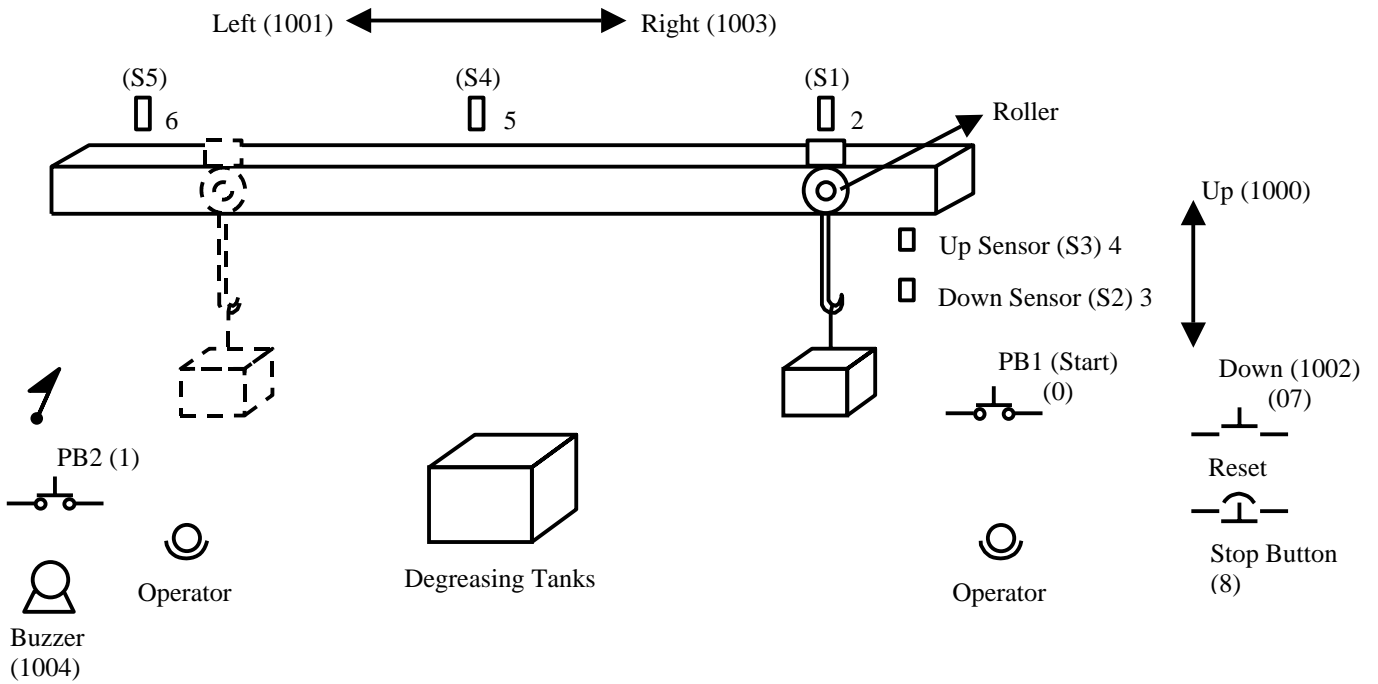 Left (1001)
Right (1003)
(S5)
(S4)
(S1)
6
5
2
Roller
Up (1000)
Up Sensor (S3) 4
Down Sensor (S2) 3
PB1 (Start)
(0)
Down (1002)
(07)
PB2 (1)
Reset
Operator
Degreasing Tanks
Operator
Stop Button
(8)
Buzzer
(1004)